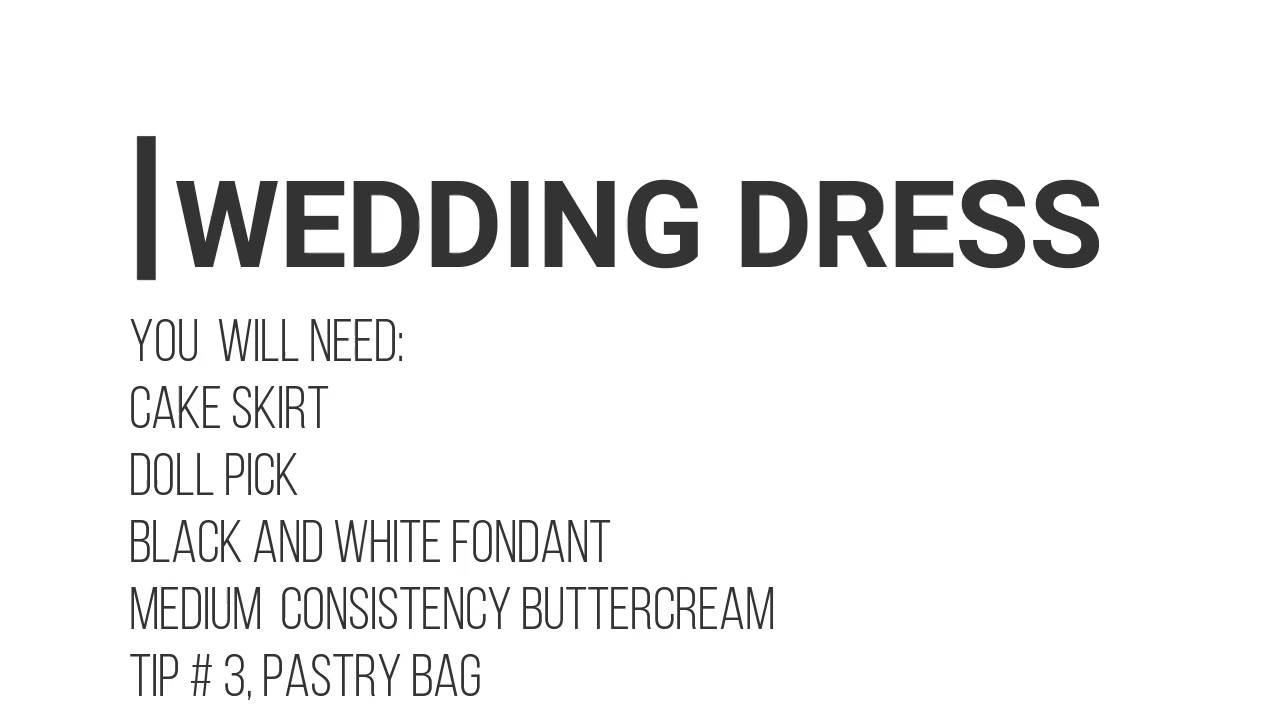 WEDDING DRESS
YOU WILL NEED:
CAKE SKIRT
DOLL PICK
BLACK AND WHITE FONDANT
MEDIUM CONSISTENCY BUTTERCREAM
TIP # 3, PASTRY BAG